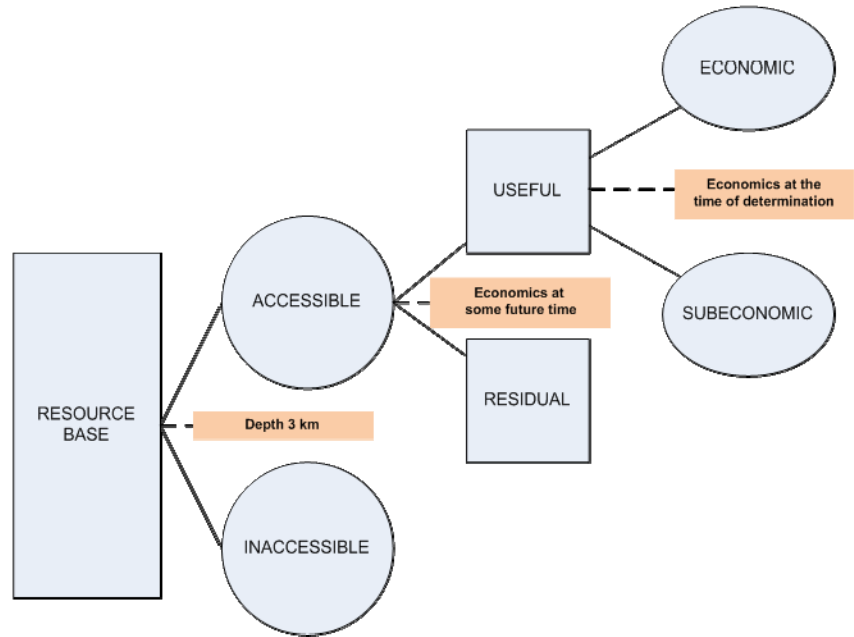 RESOURCE
BASE
Depth 3 km
ACCESSIBLE
INACCESSIBLE
Economics at
some future time
USEFUL
RESIDUAL
Economics at the
time of determination
ECONOMIC
SUBECONOMIC